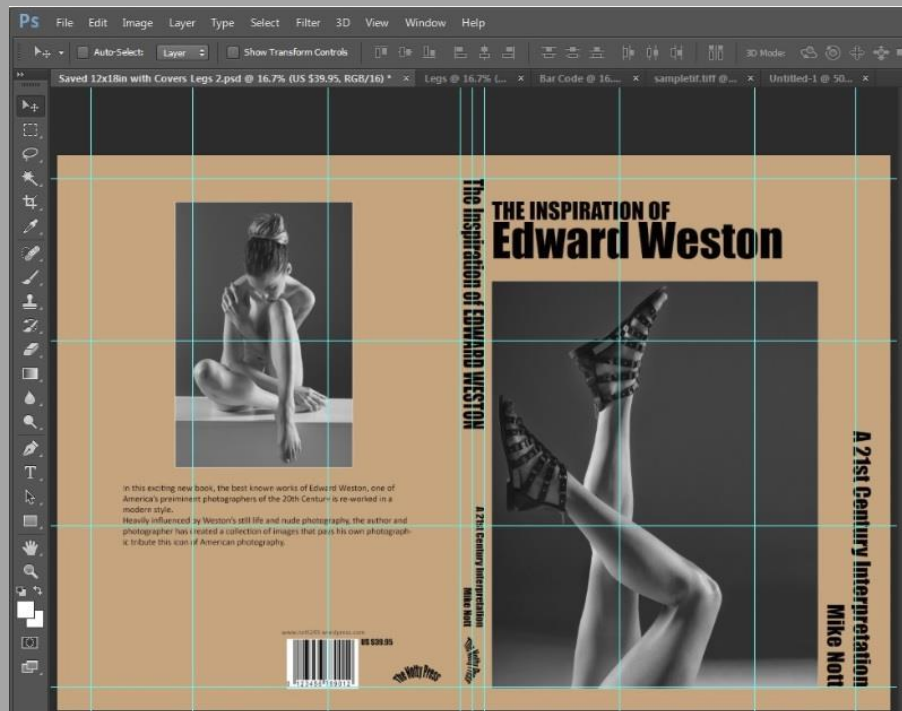 Ps File Edit Image Layer Type Select Filter 3D View Window Help
Auto-Select: Layer Show Transform Controls 3D Mode:
Saved 12x18in with Covers Legs 2.psd @ 16.7% (US $39.95, RGB/16) * × Legs @ 16.7% (... × Bar Code @ 16.... × sampletif.tiff @... × Untitled-1 @ 50...
THE INSPIRATION OF
Edward Weston
The Inspiration of EDWARD WESTON
A 21st Century Interpretation
Mike Nott
In this exciting new book, the best known works of Edward Weston, one of
America's preiminent photographers of the 20th Century is re-worked in a
modern style.
Heavily influenced by Weston's still life and nude photography, the author and
photographer has created a collection of images that pays his own photograph-
ic tribute this icon of American photography.
US $39.95
The Notty Press
A 21st Century Interpretation
Mike Nott